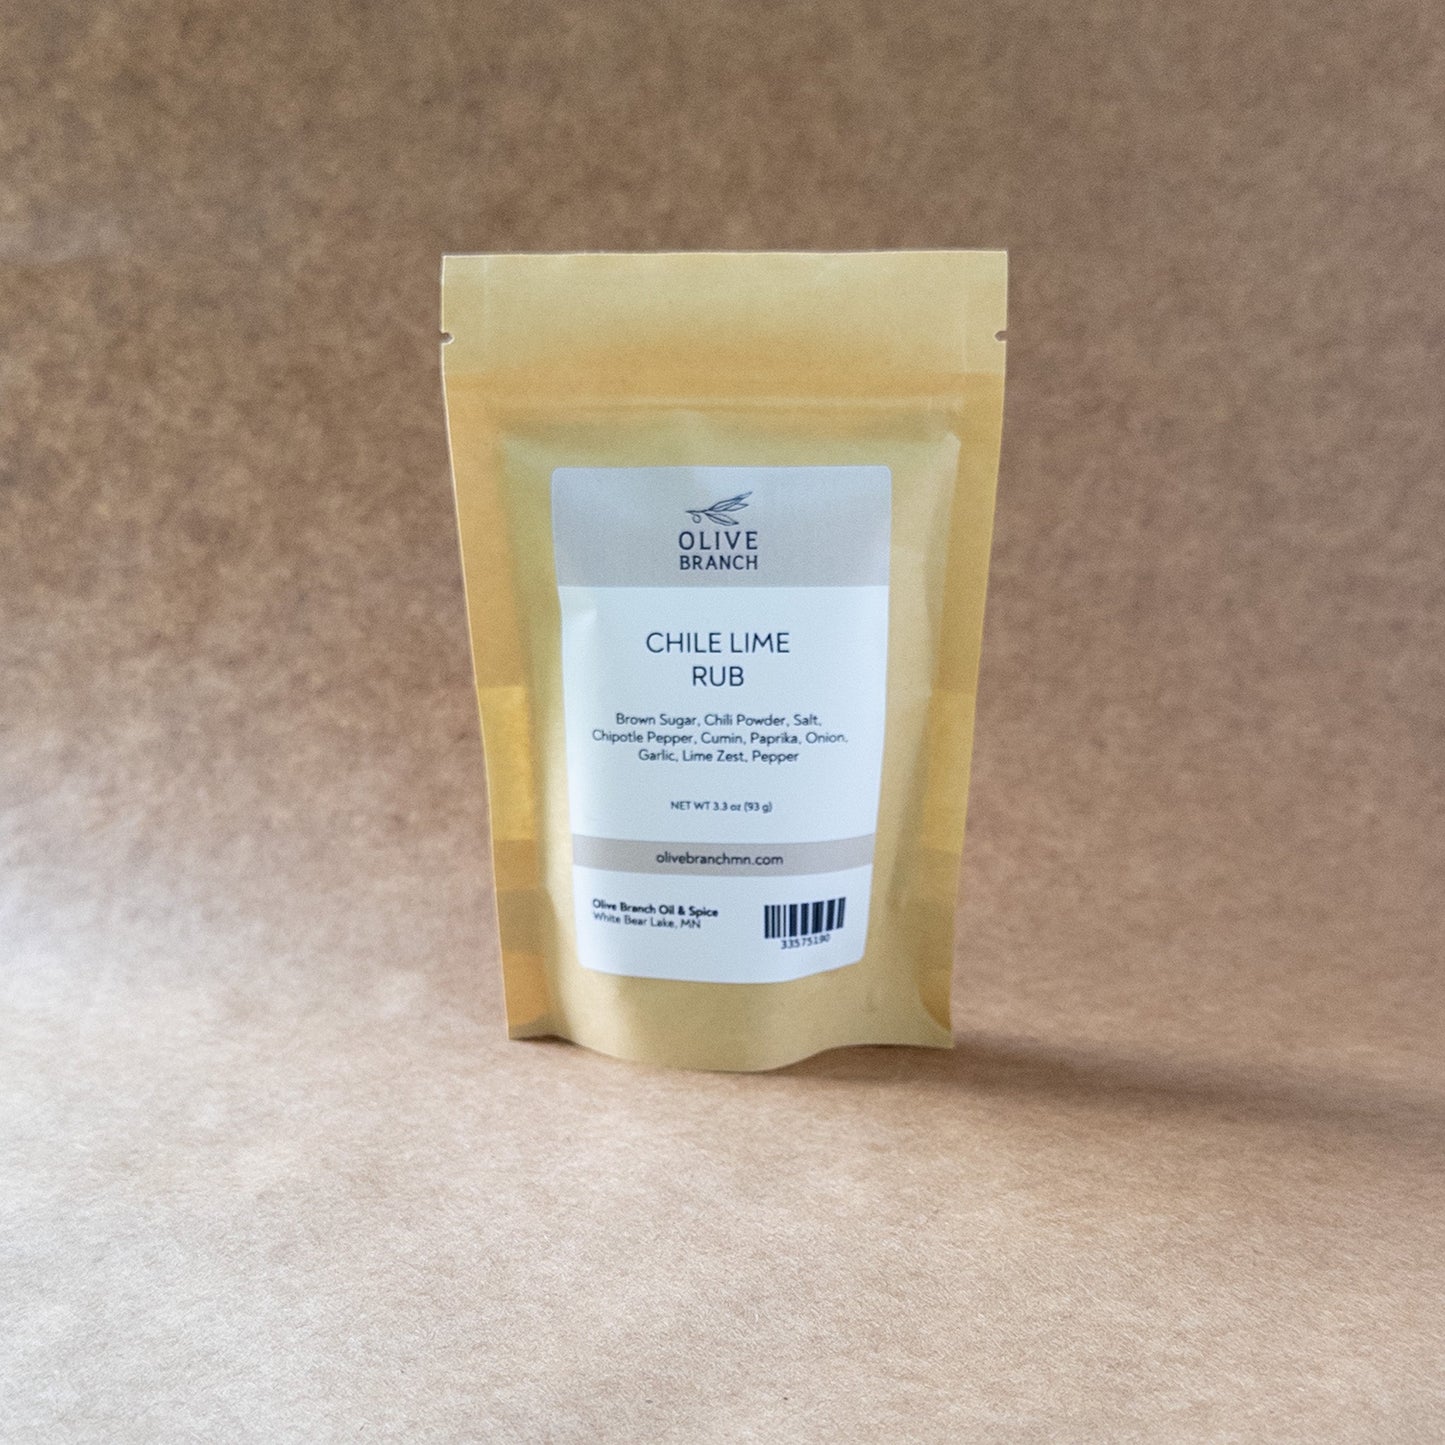 OLIVE
BRANCH
CHILE LIME
RUB
Brown Sugar, Chili Powder, Salt,
Chipotle Pepper, Cumin, Paprika, Onion,
Garlic, Lime Zest, Pepper
NET WT 3.3 oz (93 g)
olivebranchmn.com
Olive Branch Oil & Spice
White Bear Lake, MN
33575190